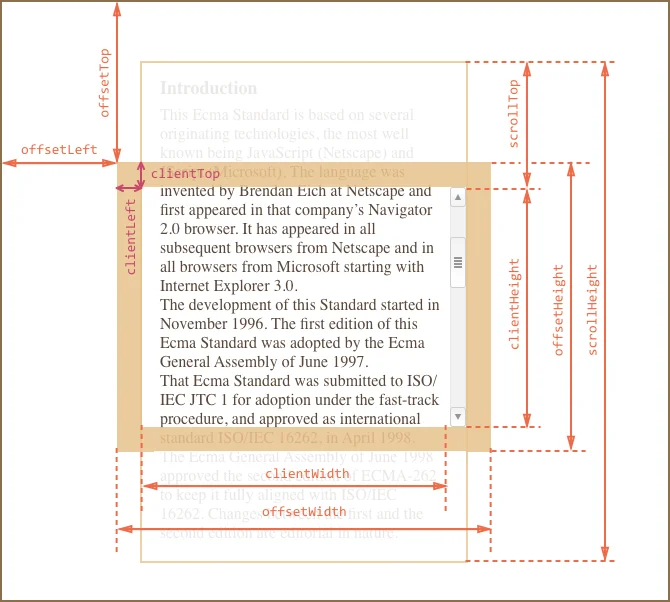 offsetTop
Introduction
This Ecma Standard is based on several
originating technologies, the most well
known being JavaScript (Netscape) and
(Microsoft). The language was
invented by Brendan Eich at Netscape and
first appeared in that company's Navigator
2.0 browser. It has appeared in all
subsequent browsers from Netscape and in
all browsers from Microsoft starting with
Internet Explorer 3.0.
The development of this Standard started in
November 1996. The first edition of this
Ecma Standard was adopted by the Ecma
General Assembly of June 1997.
That Ecma Standard was submitted to ISO/
IEC JTC 1 for adoption under the fast-track
procedure, and approved as international
standard ISO/IEC 16262, in April 1998.
The Ecma General Assembly of June 1998
approved the of ECMA-262
to keep it fully aligned with ISO/IEC
16262. Changes the first and the
second edition are editorial in nature.
offsetLeft
clientTop
clientLeft
scrollTop
clientHeight
offsetHeight
scrollHeight
clientWidth
offsetWidth